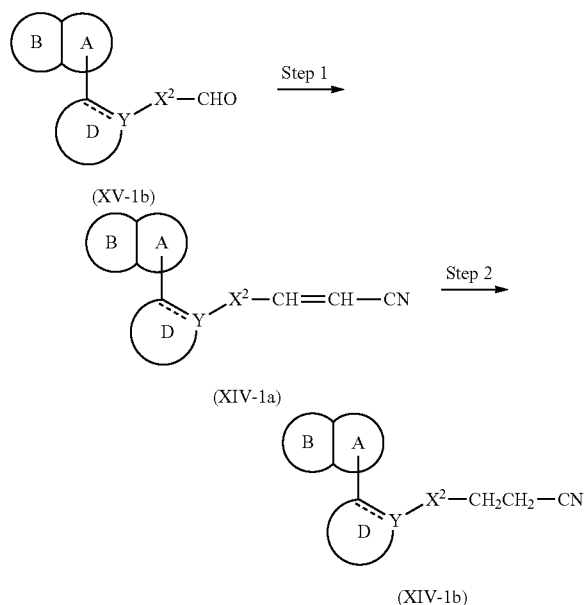 B A
X²—CHO
Step 1
D Y
(XV-1b)
B A
X²—CH=CH—CN
Step 2
D Y
(XIV-1a)
B A
X²—CH₂CH₂—CN
D Y
(XIV-1b)